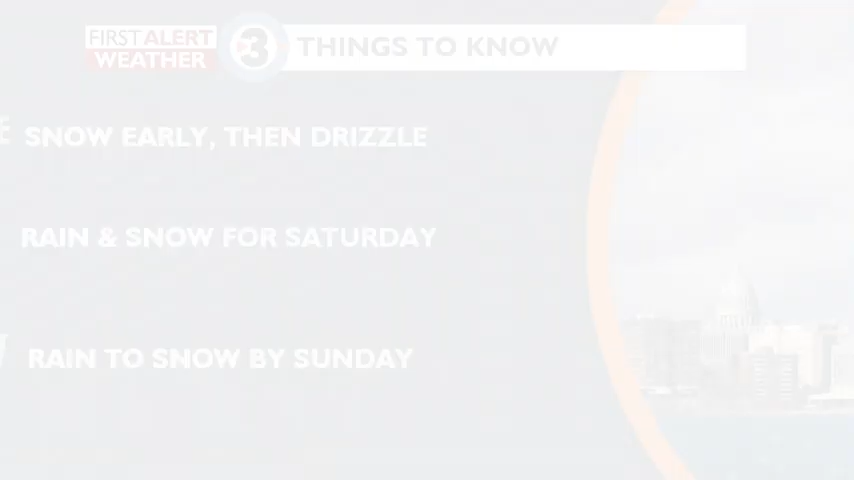 FIRST ALERT
WEATHER
3 THINGS TO KNOW
SNOW EARLY, THEN DRIZZLE
RAIN & SNOW FOR SATURDAY
RAIN TO SNOW BY SUNDAY